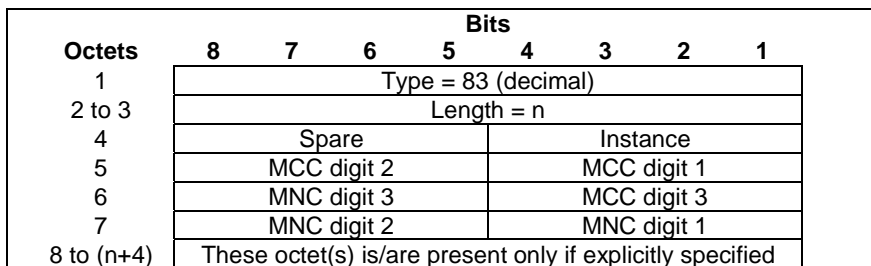 Bits
Octets 8 7 6 5 4 3 2 1
1 Type = 83 (decimal)
2 to 3 Length = n
4 Spare Instance
5 MCC digit 2 MCC digit 1
6 MNC digit 3 MCC digit 3
7 MNC digit 2 MNC digit 1
8 to (n+4) These octet(s) is/are present only if explicitly specified